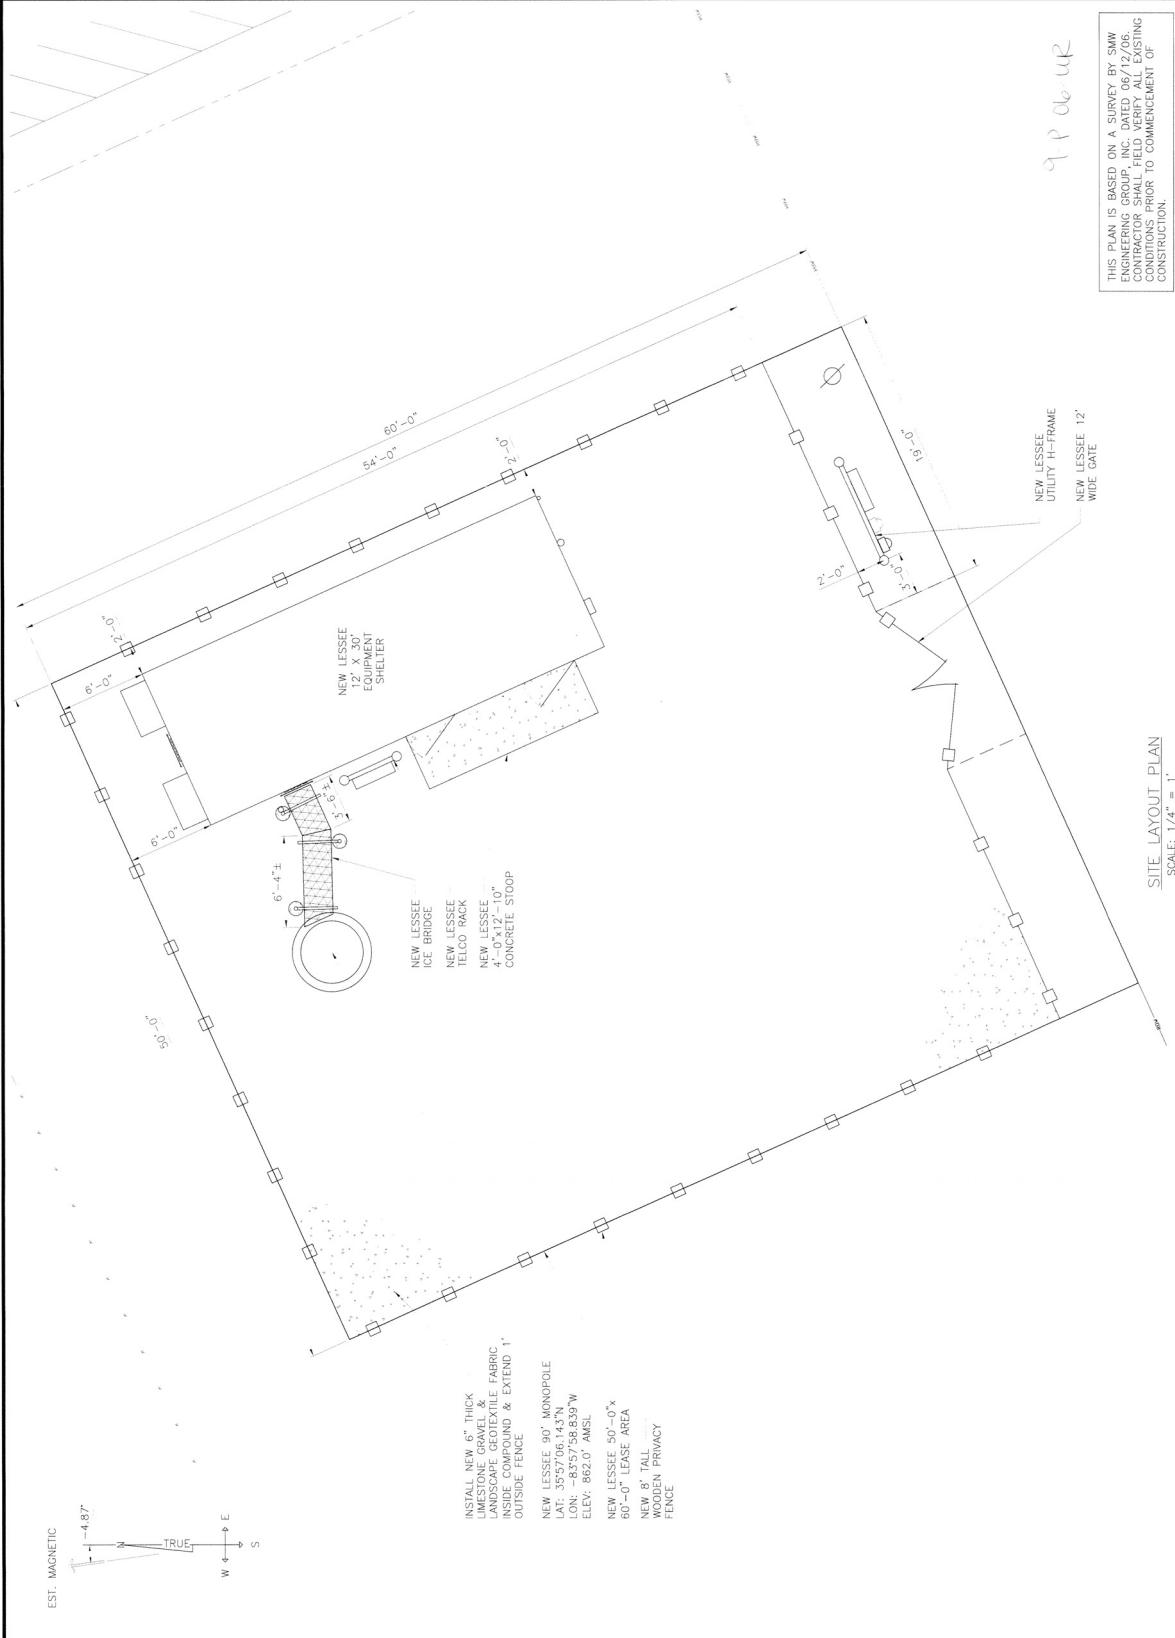 EST. MAGNETIC
-4.87°
N
TRUE
W
E
S
INSTALL NEW 6" THICK
LIMESTONE GRAVEL &
LANDSCAPE GEOTEXTILE FABRIC
INSIDE COMPOUND & EXTEND 1'
OUTSIDE FENCE
NEW LESSEE 90' MONOPOLE
LAT: 35°57'06.143"N
LON: -83°57'58.839"W
ELEV: 862.0' AMSL
NEW LESSEE 50'-0"x
60'-0" LEASE AREA
NEW 8' TALL
WOODEN PRIVACY
FENCE
50'-0"
6'-0"
6'-0"
2'-0"
60'-0"
54'-0"
2'-0"
NEW LESSEE
12' X 30'
EQUIPMENT
SHELTER
6'-4"±
3'-6"±
NEW LESSEE
ICE BRIDGE
NEW LESSEE
TELCO RACK
NEW LESSEE
4'-0"x12'-10"
CONCRETE STOOP
2'-0"
3'-0"
19'-0"
NEW LESSEE
UTILITY H-FRAME
NEW LESSEE 12'
WIDE GATE
SITE LAYOUT PLAN
SCALE: 1/4" = 1'
9-P-06-UR
THIS PLAN IS BASED ON A SURVEY BY SMW
ENGINEERING GROUP, INC. DATED 06/12/06.
CONTRACTOR SHALL FIELD VERIFY ALL EXISTING
CONDITIONS PRIOR TO COMMENCEMENT OF
CONSTRUCTION.